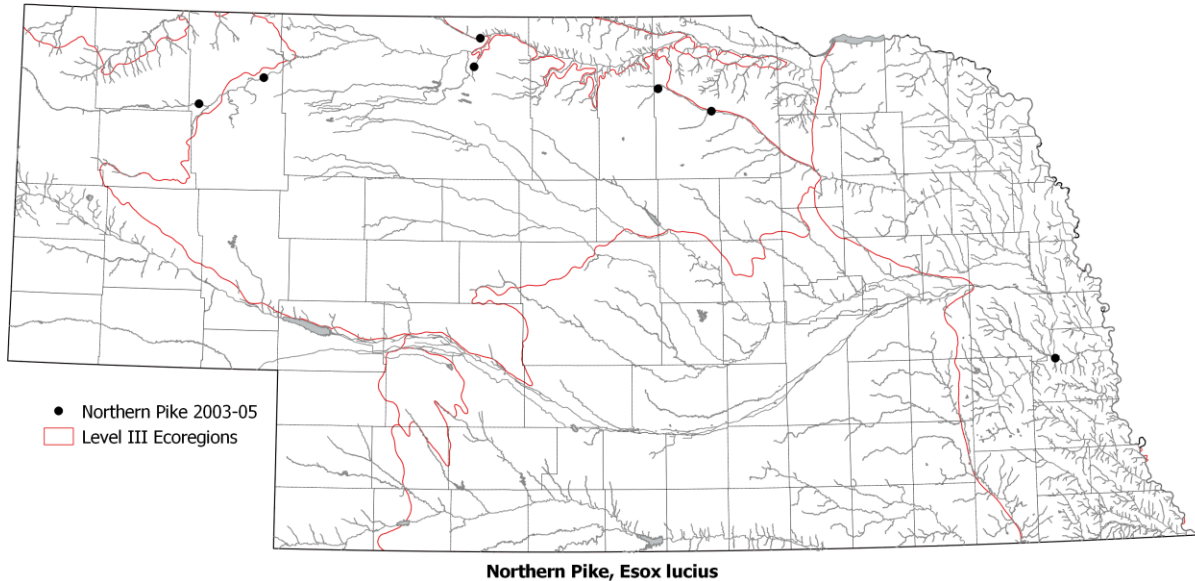 Northern Pike 2003-05
Level III Ecoregions
Northern Pike, Esox lucius